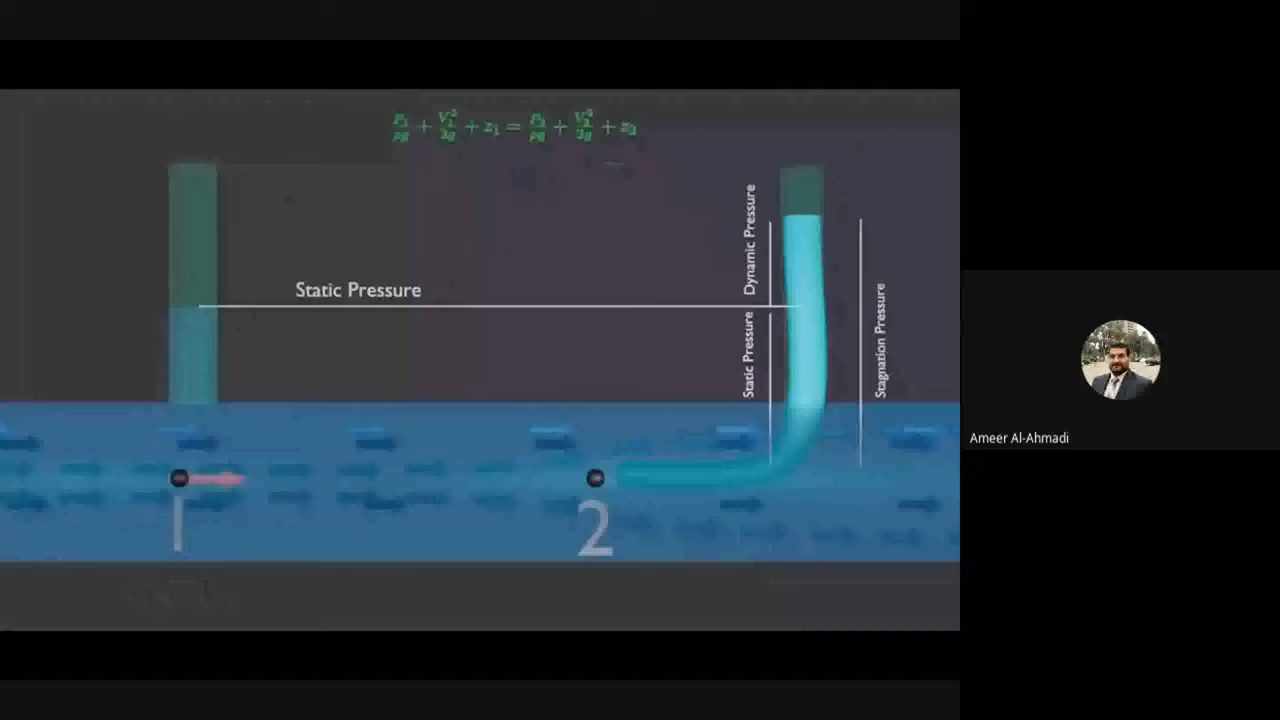 P₁/ρg + V₁²/2g + z₁ = P₂/ρg + V₂²/2g + z₂
Static Pressure
Dynamic Pressure
Static Pressure
Stagnation Pressure
1
2
Ameer Al-Ahmadi